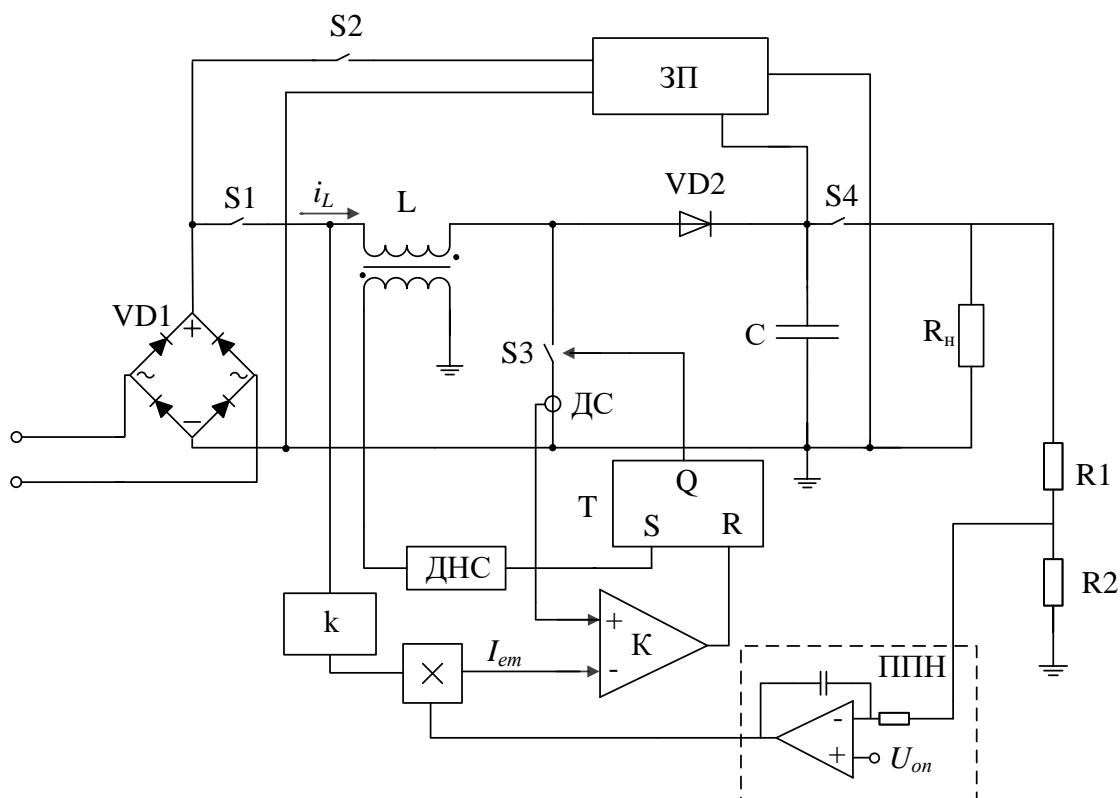 S2
ЗП
S1
i_L
L
VD2
S4
VD1
+
~
~
−
S3
ДС
C
R_н
Q
T
S
R
R1
ДНС
R2
k
+
К
-
×
I_em
ППН
-
+
U_on